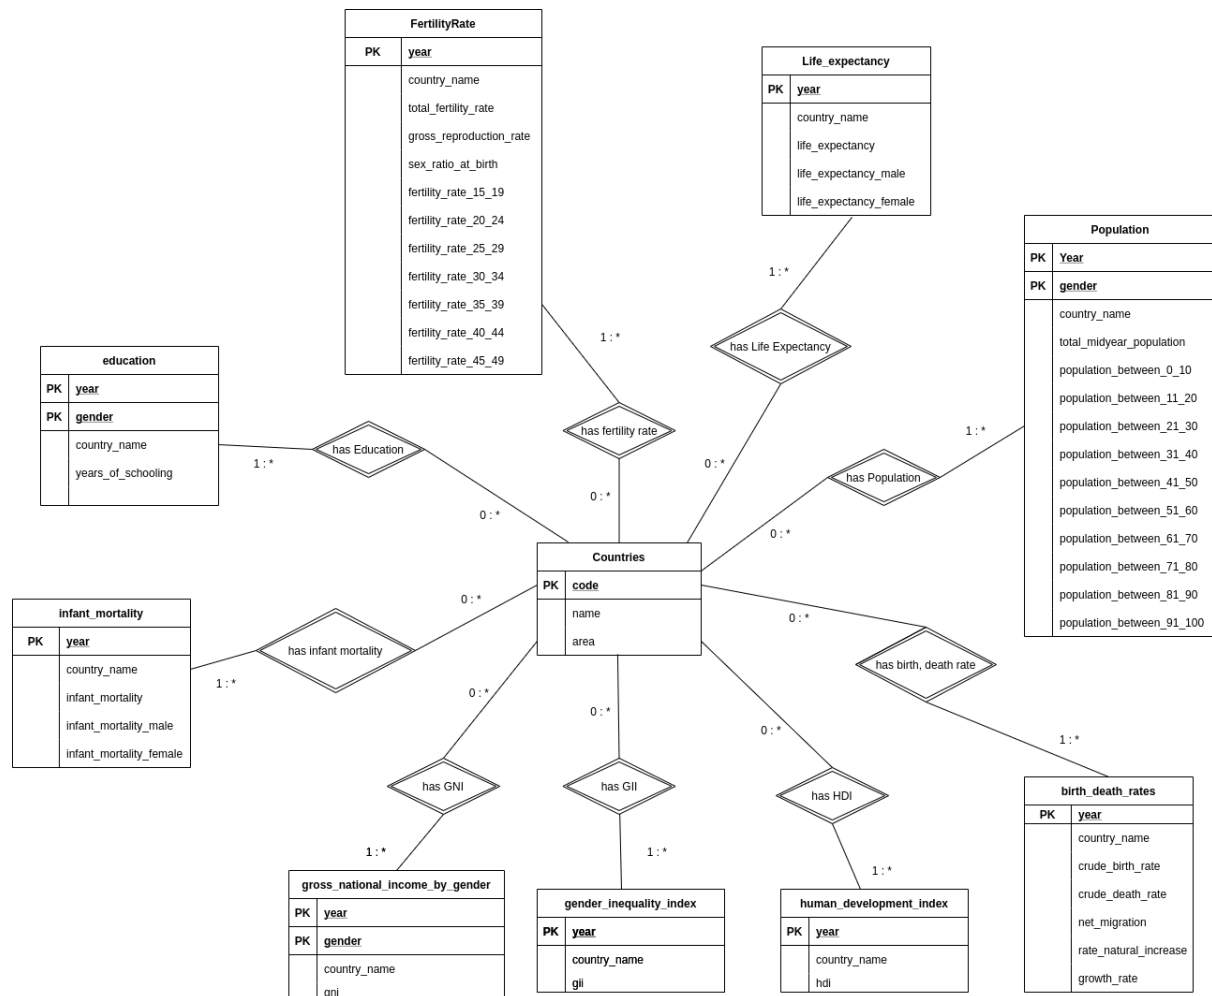 FertilityRate
PK year
country_name
total_fertility_rate
gross_reproduction_rate
sex_ratio_at_birth
fertility_rate_15_19
fertility_rate_20_24
fertility_rate_25_29
fertility_rate_30_34
fertility_rate_35_39
fertility_rate_40_44
fertility_rate_45_49
Life_expectancy
PK year
country_name
life_expectancy
life_expectancy_male
life_expectancy_female
Population
PK Year
PK gender
country_name
total_midyear_population
population_between_0_10
population_between_11_20
population_between_21_30
population_between_31_40
population_between_41_50
population_between_51_60
population_between_61_70
population_between_71_80
population_between_81_90
population_between_91_100
education
PK year
PK gender
country_name
years_of_schooling
1 : *
has Education
0 : *
1 : *
has fertility rate
0 : *
1 : *
has Life Expectancy
0 : *
1 : *
has Population
0 : *
Countries
PK code
name
area
infant_mortality
PK year
country_name
infant_mortality
infant_mortality_male
infant_mortality_female
1 : *
has infant mortality
0 : *
0 : *
has GNI
1 : *
0 : *
has GII
1 : *
0 : *
has HDI
1 : *
0 : *
has birth, death rate
1 : *
gross_national_income_by_gender
PK year
PK gender
country_name
gni
gender_inequality_index
PK year
country_name
gii
human_development_index
PK year
country_name
hdi
birth_death_rates
PK year
country_name
crude_birth_rate
crude_death_rate
net_migration
rate_natural_increase
growth_rate